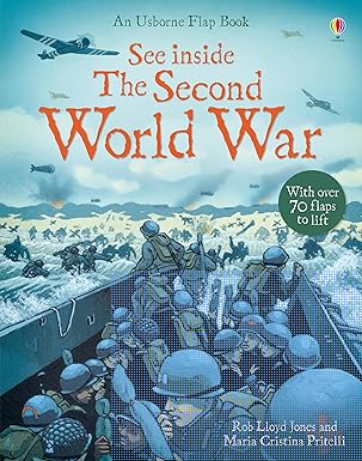 An Usborne Flap Book
See inside
The Second
World War
With over
70 flaps
to lift
Rob Lloyd Jones and
Maria Cristina Pritelli